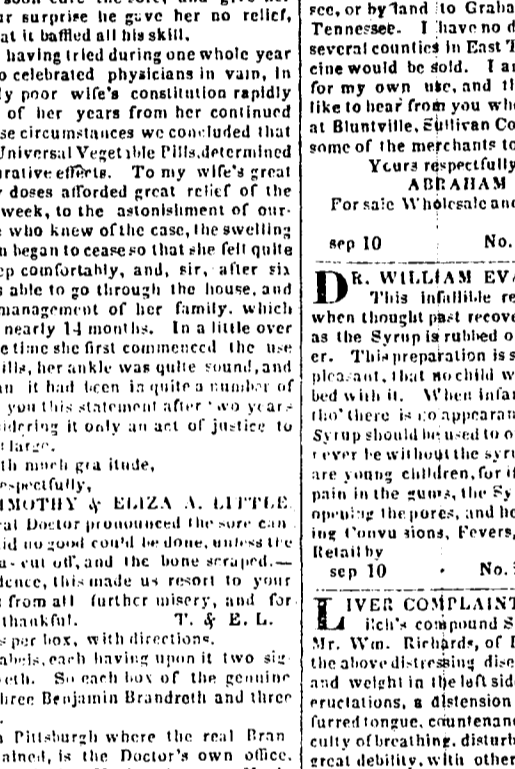 ur surprise he gave her no relief,
at it baffled all his skill.
having tried during one whole year
o celebrated physicians in vain, in
ly poor wife's constitution rapidly
of her years from her continued
se circumstances we concluded that
Universal Vegetable Pills, determined
urative efferts. To my wife's great
doses afforded great relief of the
week, to the astonishment of our-
who knew of the case, the swelling
n began to cease so that she felt quite
ep comfortably, and, sir, after six
s able to go through the house, and
management of her family, which
nearly 14 months. In a little over
e time she first commenced the use
ills, her ankle was quite sound, and
an it had been in quite a number of
you this statement after two years
idering it only an act of justice to
t large.
th much gra itude,
espectfully,
IMOTHY & ELIZA A. LITTLE.
ral Doctor pronounced the sore can
id no good could be done, unless the
s cut off, and the bone scraped.—
dence, this made us resort to your
s from all further misery, and for
thankful. T. & E. L.
s per box, with directions.
abels, each having upon it two sig
eth. So each box of the genuine
hree Benjamin Brandreth and three
Pittsburgh where the real Bran
ained, is the Doctor's own office,
see, or by land to Graha
Tennessee. I have no d
several counties in East T
cine would be sold. I a
for my own use, and th
like to hear from you wh
at Bluntville, Sullivan Co
some of the merchants to
Yours respectfully
ABRAHAM
For sale Wholesale and
sep 10 No.
DR. WILLIAM EVA
This infallible re
when thought past recove
as the Syrup is rubbed o
er. This preparation is s
pleasant, that no child w
bed with it. When infan
tho' there is no appearan
Syrup should be used to o
never be without the syru
are young children, for if
pain in the gums, the Sy
opening the pores, and he
ing Convu sions, Fevers,
Retail by
sep 10 No.
LIVER COMPLAINT
ilch's compound S
Mr. Wm. Richards, of P
the above distressing dise
and weight in the left side
eructations, a distension
furred tongue, countenanc
culty of breathing, disturb
great debility, with other